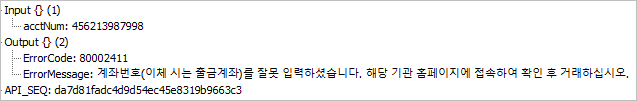 Input {} (1)
acctNum: 456213987998
Output {} (2)
ErrorCode: 80002411
ErrorMessage: 계좌번호(이체 시는 출금계좌)를 잘못 입력하셨습니다. 해당 기관 홈페이지에 접속하여 확인 후 거래하십시오.
API_SEQ: da7d81fadc4d9d54ec45e8319b9663c3